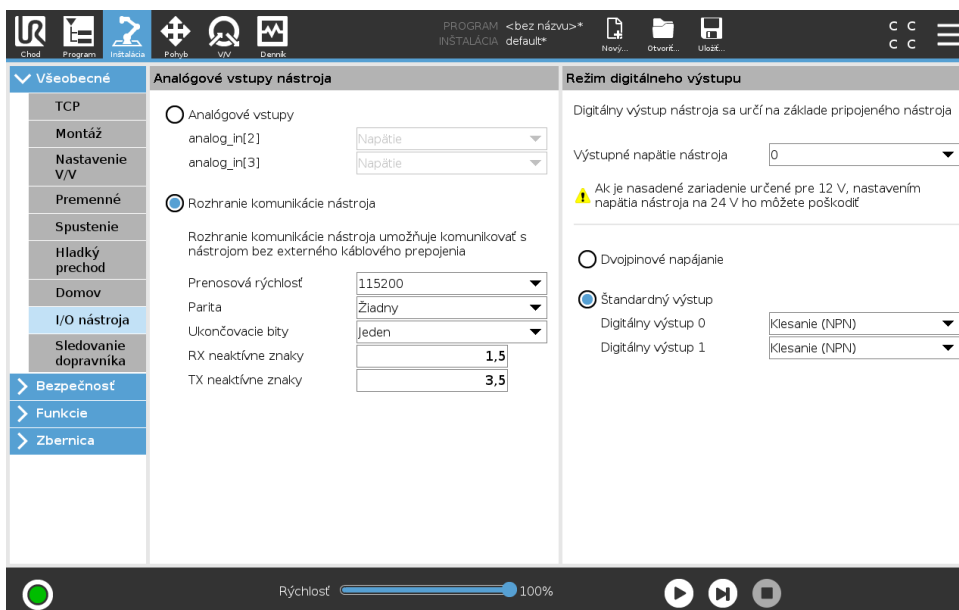 UR
PROGRAM <bez názvu>*
INŠTALÁCIA default*
Chod
Program
Inštalácia
Pohyb
V/V
Denník
Nový...
Otvoriť...
Uložiť...
C C
C C
Všeobecné
TCP
Montáž
Nastavenie
V/V
Premenné
Spustenie
Hladký
prechod
Domov
I/O nástroja
Sledovanie
dopravníka
Bezpečnosť
Funkcie
Zbernica
Analógové vstupy nástroja
Analógové vstupy
analog_in[2] Napätie
analog_in[3] Napätie
Rozhranie komunikácie nástroja
Rozhranie komunikácie nástroja umožňuje komunikovať s
nástrojom bez externého káblového prepojenia
Prenosová rýchlosť 115200
Parita Žiadny
Ukončovacie bity Jeden
RX neaktívne znaky 1,5
TX neaktívne znaky 3,5
Režim digitálneho výstupu
Digitálny výstup nástroja sa určí na základe pripojeného nástroja
Výstupné napätie nástroja 0
Ak je nasadené zariadenie určené pre 12 V, nastavením
napätia nástroja na 24 V ho môžete poškodiť
Dvojpinové napájanie
Štandardný výstup
Digitálny výstup 0 Klesanie (NPN)
Digitálny výstup 1 Klesanie (NPN)
Rýchlosť 100%